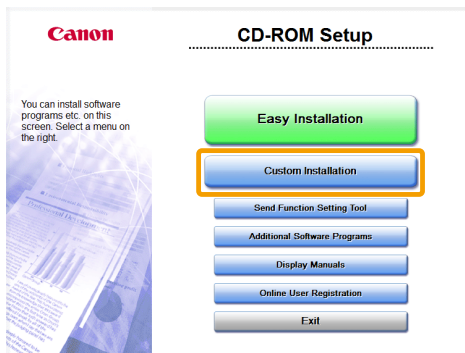 Canon
CD-ROM Setup
You can install software
programs etc. on this
screen. Select a menu on
the right.
Easy Installation
Custom Installation
Send Function Setting Tool
Additional Software Programs
Display Manuals
Online User Registration
Exit